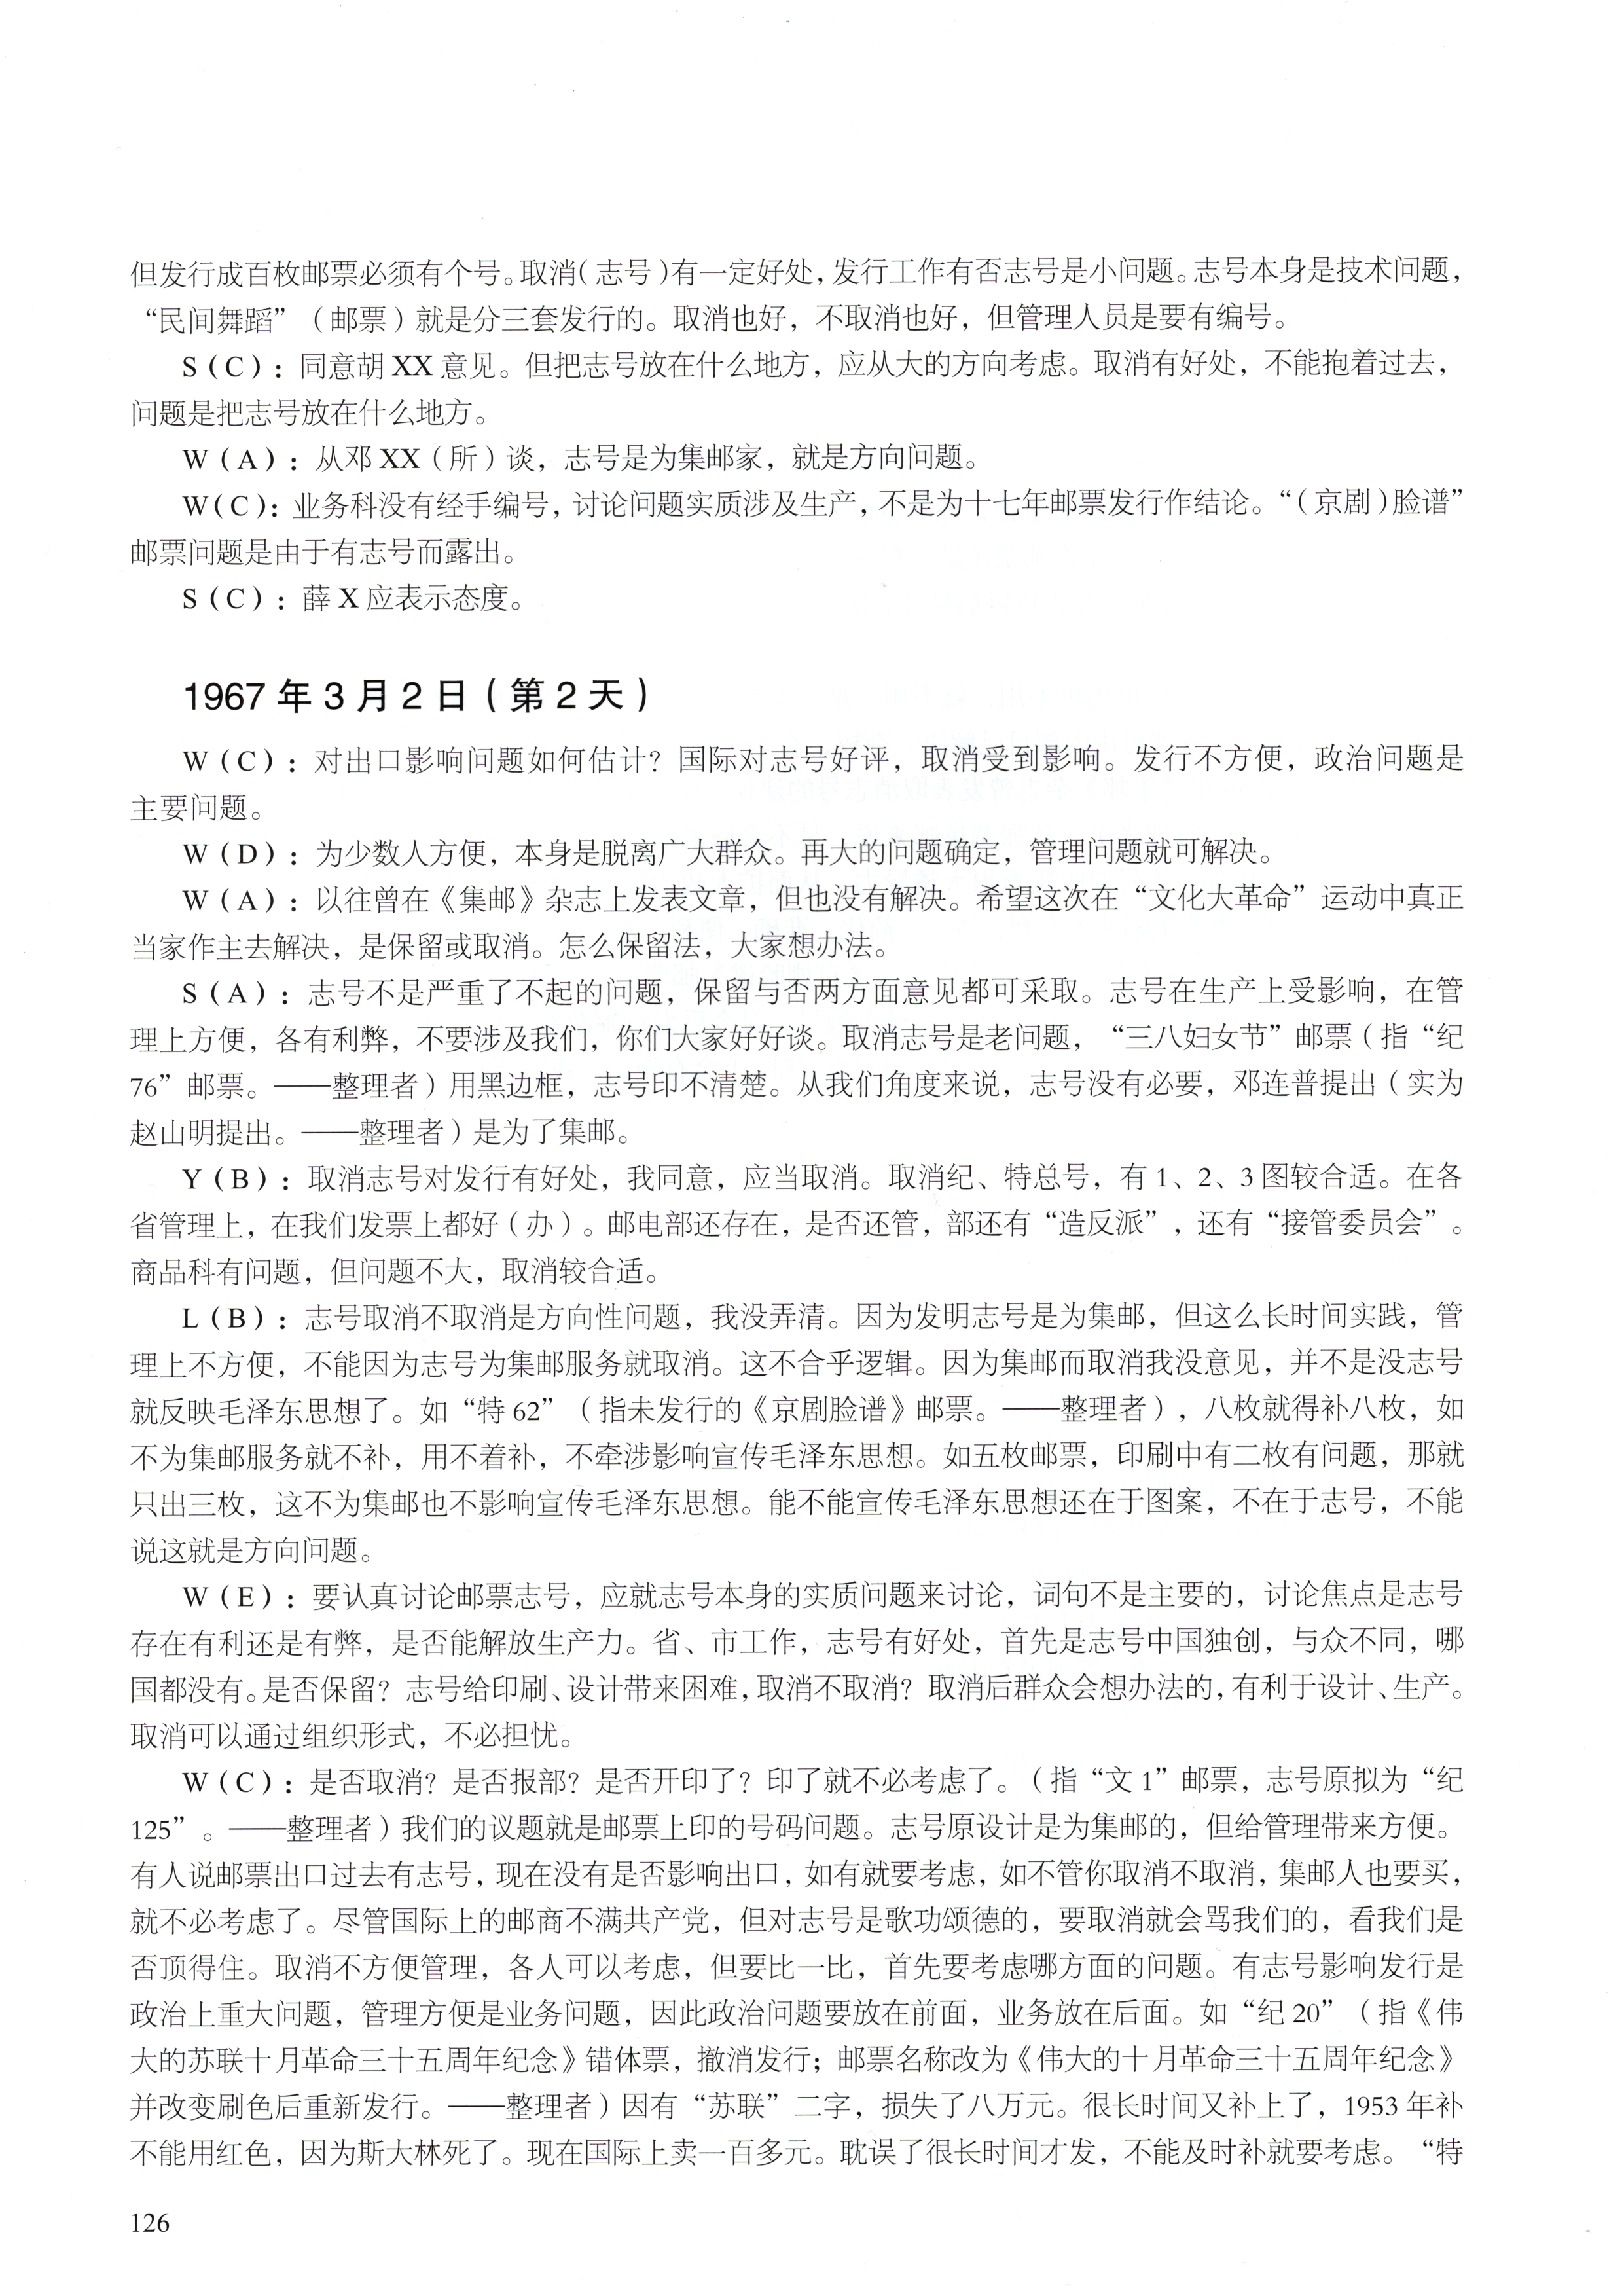 但发行成百枚邮票必须有个号。取消（志号）有一定好处，发行工作有否志号是小问题。志号本身是技术问题，
“民间舞蹈”（邮票）就是分三套发行的。取消也好，不取消也好，但管理人员是要有编号。
S（C）：同意胡 XX 意见。但把志号放在什么地方，应从大的方向考虑。取消有好处，不能抱着过去，
问题是把志号放在什么地方。
W（A）：从邓 XX（所）谈，志号是为集邮家，就是方向问题。
W（C）：业务科没有经手编号，讨论问题实质涉及生产，不是为十七年邮票发行作结论。“（京剧）脸谱”
邮票问题是由于有志号而露出。
S（C）：薛 X 应表示态度。
1967 年 3 月 2 日（第 2 天）
W（C）：对出口影响问题如何估计？国际对志号好评，取消受到影响。发行不方便，政治问题是
主要问题。
W（D）：为少数人方便，本身是脱离广大群众。再大的问题确定，管理问题就可解决。
W（A）：以往曾在《集邮》杂志上发表文章，但也没有解决。希望这次在“文化大革命”运动中真正
当家作主去解决，是保留或取消。怎么保留法，大家想办法。
S（A）：志号不是严重了不起的问题，保留与否两方面意见都可采取。志号在生产上受影响，在管
理上方便，各有利弊，不要涉及我们，你们大家好好谈。取消志号是老问题，“三八妇女节”邮票（指“纪
76”邮票。——整理者）用黑边框，志号印不清楚。从我们角度来说，志号没有必要，邓连普提出（实为
赵山明提出。——整理者）是为了集邮。
Y（B）：取消志号对发行有好处，我同意，应当取消。取消纪、特总号，有 1、2、3 图较合适。在各
省管理上，在我们发票上都好（办）。邮电部还存在，是否还管，部还有“造反派”，还有“接管委员会”。
商品科有问题，但问题不大，取消较合适。
L（B）：志号取消不取消是方向性问题，我没弄清。因为发明志号是为集邮，但这么长时间实践，管
理上不方便，不能因为志号为集邮服务就取消。这不合乎逻辑。因为集邮而取消我没意见，并不是没志号
就反映毛泽东思想了。如“特 62”（指未发行的《京剧脸谱》邮票。——整理者），八枚就得补八枚，如
不为集邮服务就不补，用不着补，不牵涉影响宣传毛泽东思想。如五枚邮票，印刷中有二枚有问题，那就
只出三枚，这不为集邮也不影响宣传毛泽东思想。能不能宣传毛泽东思想还在于图案，不在于志号，不能
说这就是方向问题。
W（E）：要认真讨论邮票志号，应就志号本身的实质问题来讨论，词句不是主要的，讨论焦点是志号
存在有利还是有弊，是否能解放生产力。省、市工作，志号有好处，首先是志号中国独创，与众不同，哪
国都没有。是否保留？志号给印刷、设计带来困难，取消不取消？取消后群众会想办法的，有利于设计、生产。
取消可以通过组织形式，不必担忧。
W（C）：是否取消？是否报部？是否开印了？印了就不必考虑了。（指“文 1”邮票，志号原拟为“纪
125”。——整理者）我们的议题就是邮票上印的号码问题。志号原设计是为集邮的，但给管理带来方便。
有人说邮票出口过去有志号，现在没有是否影响出口，如有就要考虑，如不管你取消不取消，集邮人也要买，
就不必考虑了。尽管国际上的邮商不满共产党，但对志号是歌功颂德的，要取消就会骂我们的，看我们是
否顶得住。取消不方便管理，各人可以考虑，但要比一比，首先要考虑哪方面的问题。有志号影响发行是
政治上重大问题，管理方便是业务问题，因此政治问题要放在前面，业务放在后面。如“纪 20”（指《伟
大的苏联十月革命三十五周年纪念》错体票，撤消发行；邮票名称改为《伟大的十月革命三十五周年纪念》
并改变刷色后重新发行。——整理者）因有“苏联”二字，损失了八万元。很长时间又补上了，1953 年补
不能用红色，因为斯大林死了。现在国际上卖一百多元。耽误了很长时间才发，不能及时补就要考虑。“特
126